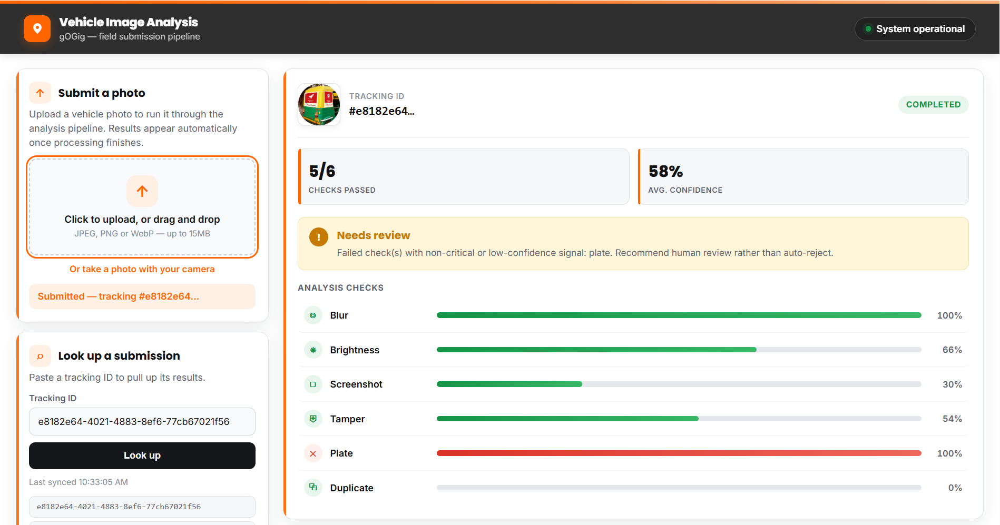 Vehicle Image Analysis
gOGig — field submission pipeline
System operational
Submit a photo
Upload a vehicle photo to run it through the
analysis pipeline. Results appear automatically
once processing finishes.
Click to upload, or drag and drop
JPEG, PNG or WebP — up to 15MB
Or take a photo with your camera
Submitted — tracking #e8182e64…
Look up a submission
Paste a tracking ID to pull up its results.
Tracking ID
e8182e64-4021-4883-8ef6-77cb67021f56
Look up
Last synced 10:33:05 AM
e8182e64-4021-4883-8ef6-77cb67021f56
TRACKING ID
#e8182e64…
COMPLETED
5/6
CHECKS PASSED
58%
AVG. CONFIDENCE
Needs review
Failed check(s) with non-critical or low-confidence signal: plate. Recommend human review rather than auto-reject.
ANALYSIS CHECKS
Blur
100%
Brightness
66%
Screenshot
30%
Tamper
54%
Plate
100%
Duplicate
0%